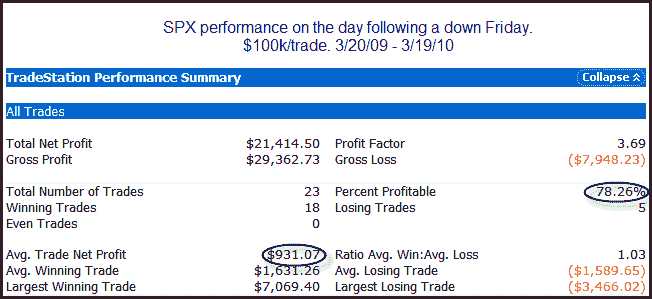 SPX performance on the day following a down Friday.
$100k/trade. 3/20/09 - 3/19/10
TradeStation Performance Summary Collapse
All Trades
Total Net Profit $21,414.50 Profit Factor 3.69
Gross Profit $29,362.73 Gross Loss ($7,948.23)
Total Number of Trades 23 Percent Profitable 78.26%
Winning Trades 18 Losing Trades 5
Even Trades 0
Avg. Trade Net Profit $931.07 Ratio Avg. Win:Avg. Loss 1.03
Avg. Winning Trade $1,631.26 Avg. Losing Trade ($1,589.65)
Largest Winning Trade $7,069.40 Largest Losing Trade ($3,466.02)